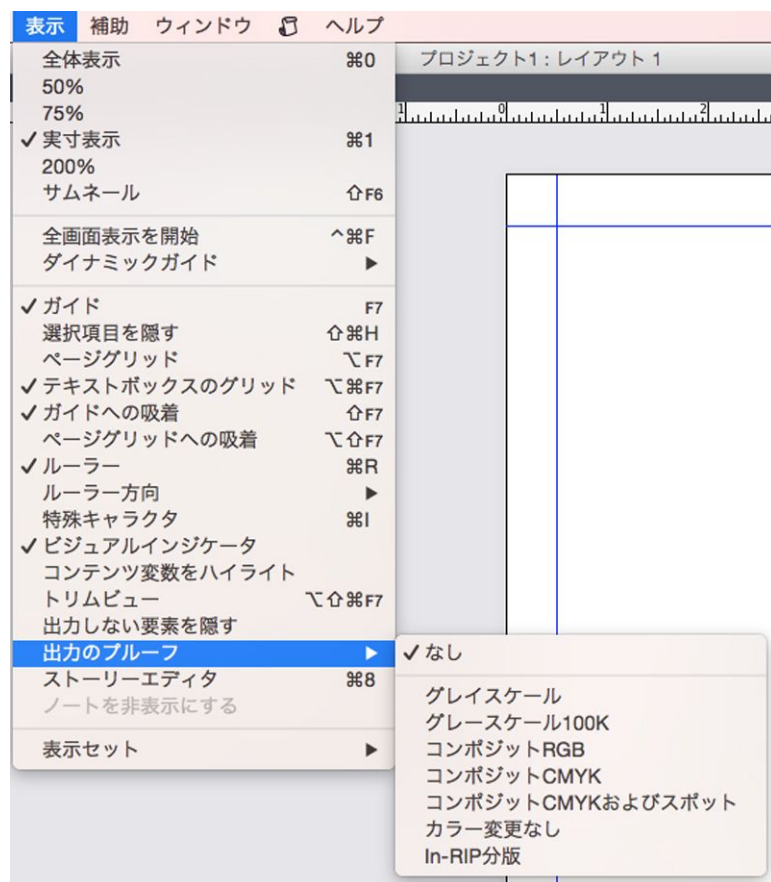 表示 補助 ウィンドウ ヘルプ
プロジェクト1 : レイアウト 1
全体表示 ⌘0
50%
75%
✓実寸表示 ⌘1
200%
サムネール ⇧F6
全画面表示を開始 ^⌘F
ダイナミックガイド ▶
✓ガイド F7
選択項目を隠す ⇧⌘H
ページグリッド ⌥F7
✓テキストボックスのグリッド ⌥⌘F7
✓ガイドへの吸着 ⇧F7
ページグリッドへの吸着 ⌥⇧F7
✓ルーラー ⌘R
ルーラー方向 ▶
特殊キャラクタ ⌘I
✓ビジュアルインジケータ
コンテンツ変数をハイライト
トリムビュー ⌥⇧⌘F7
出力しない要素を隠す
出力のプルーフ ▶
ストーリーエディタ ⌘8
ノートを非表示にする
表示セット ▶
1 0 1 2
✓なし
グレイスケール
グレースケール100K
コンポジットRGB
コンポジットCMYK
コンポジットCMYKおよびスポット
カラー変更なし
In-RIP分版